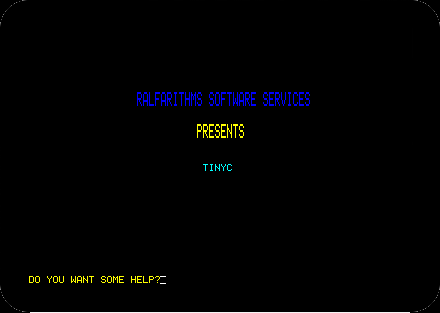 RALFARITHMS SOFTWARE SERVICES
PRESENTS
TINYC
DO YOU WANT SOME HELP?_